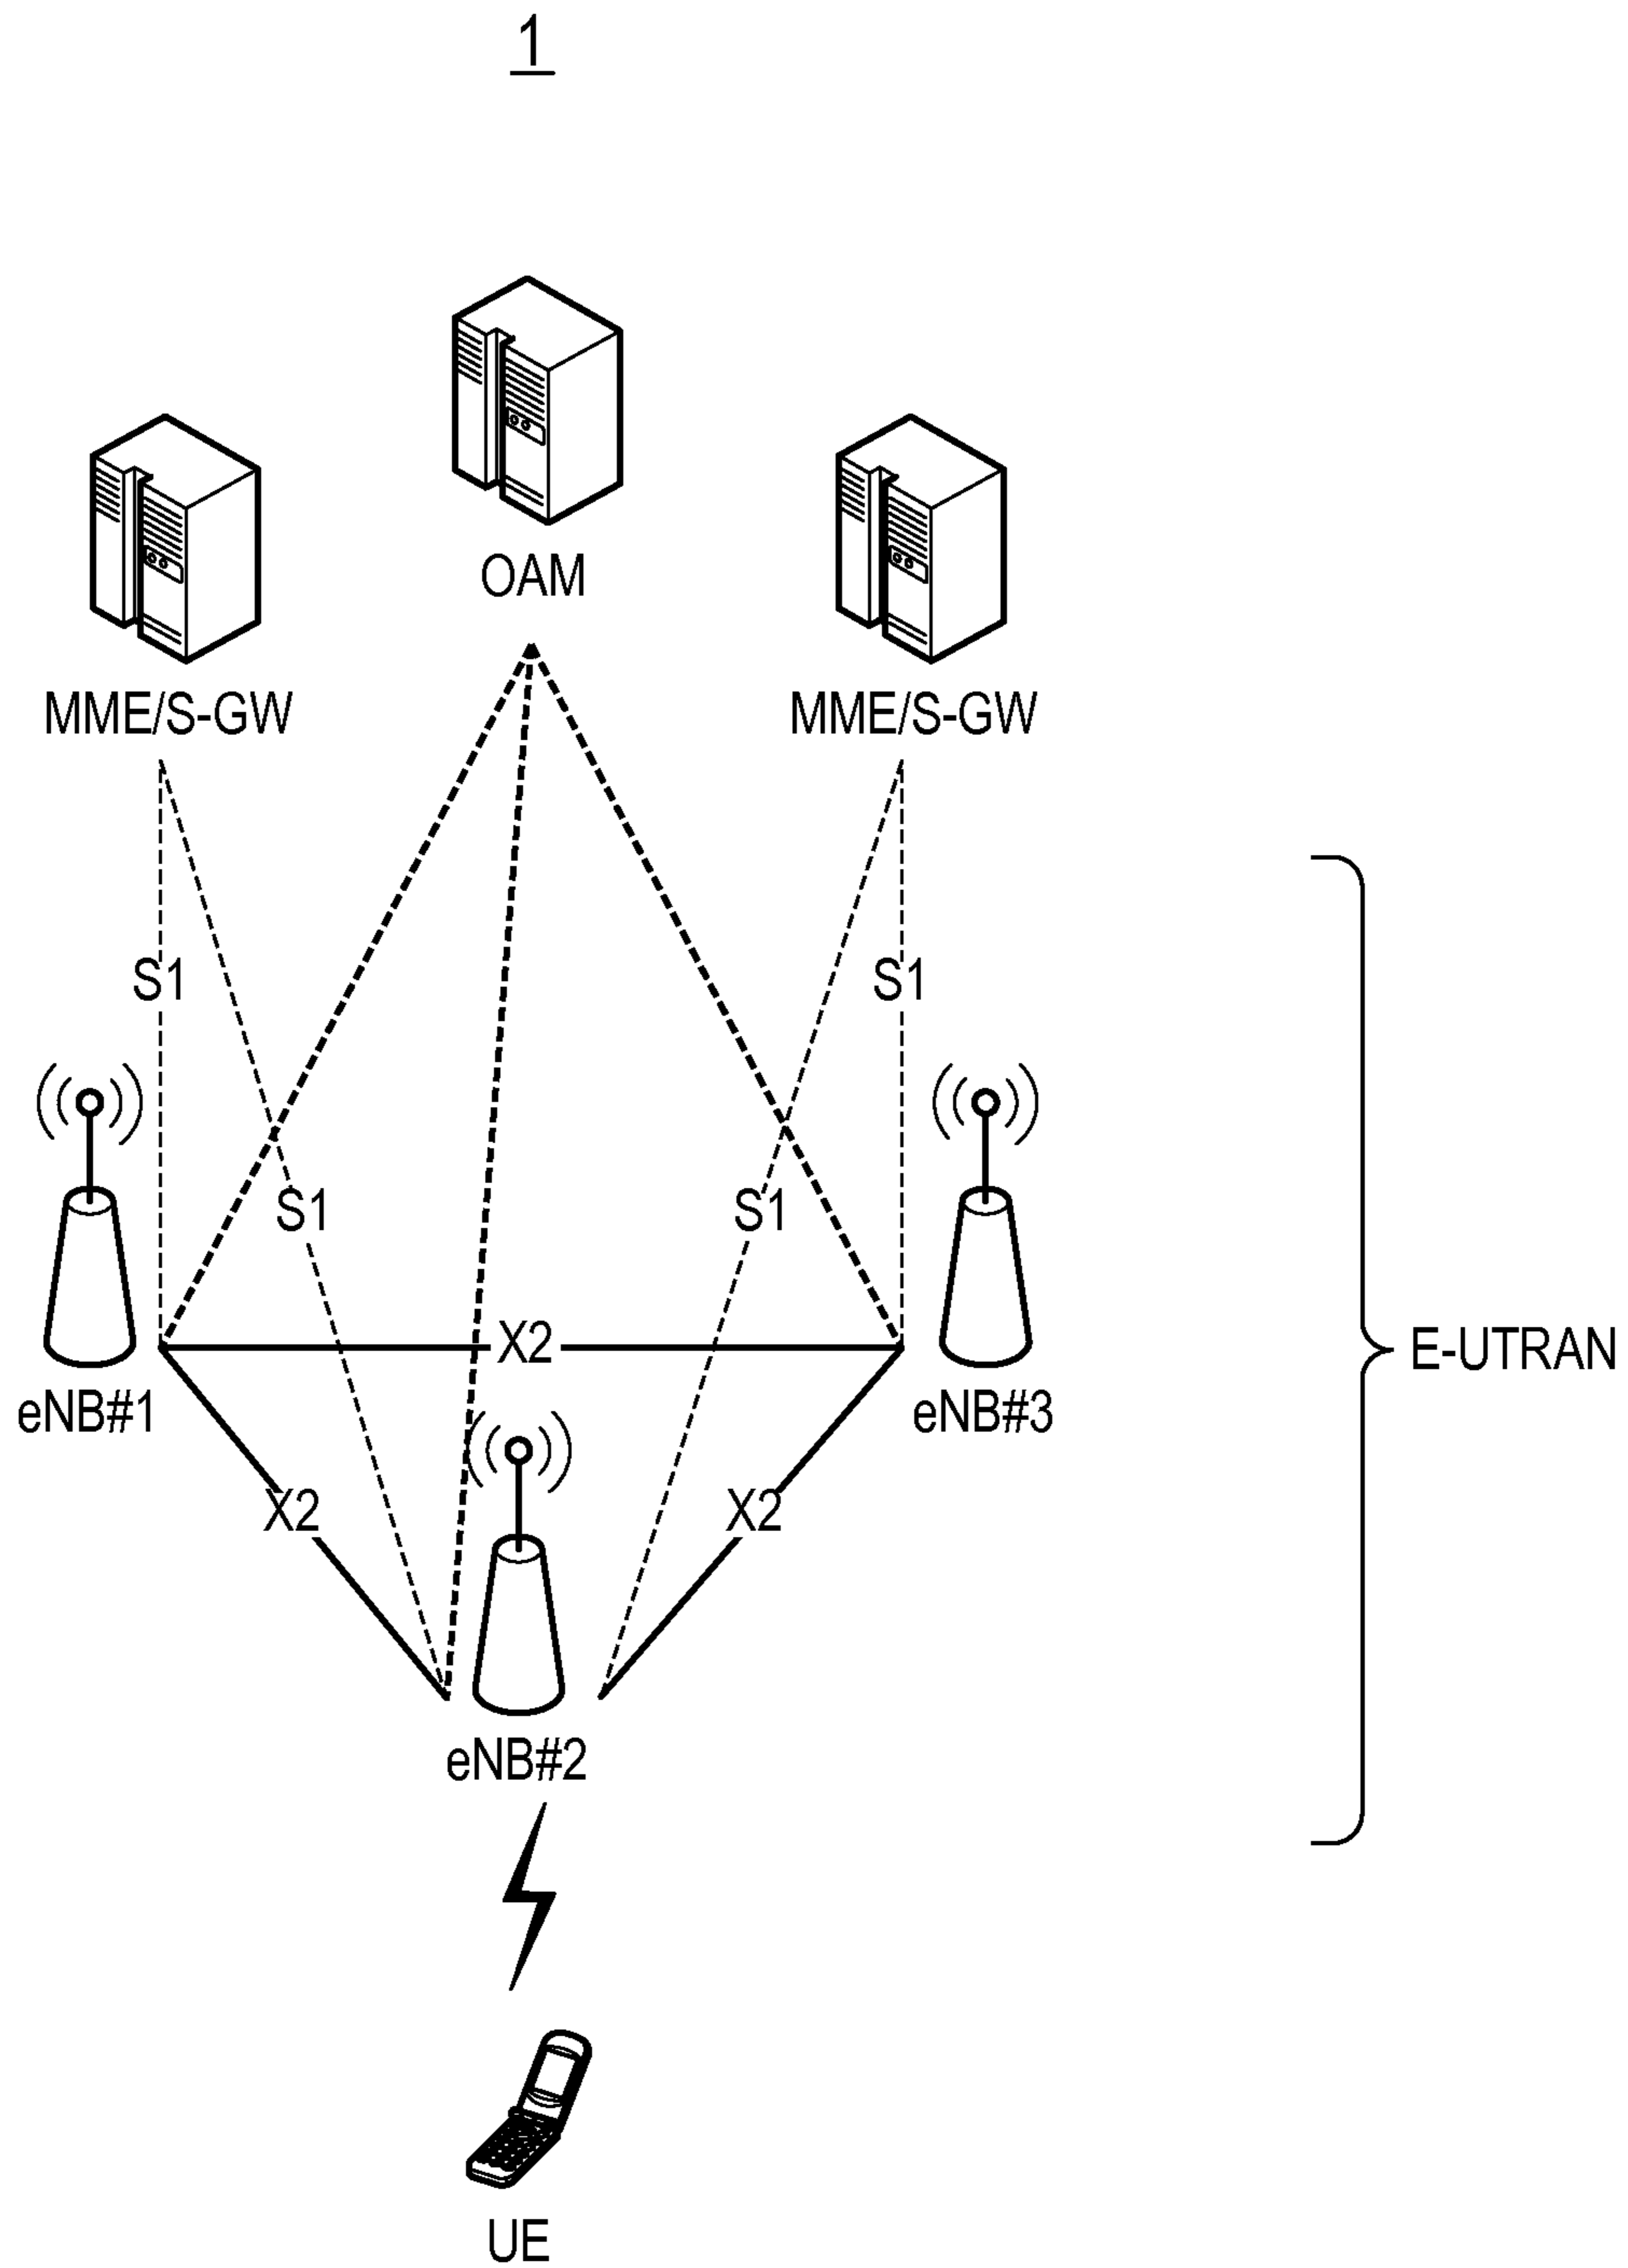 1
OAM
MME/S-GW
MME/S-GW
S1
S1
S1
S1
X2
E-UTRAN
eNB#1
eNB#3
X2
X2
eNB#2
UE